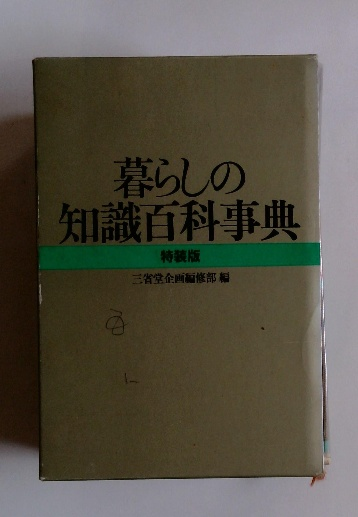 暮らしの
知識百科事典
特装版
三省堂企画編修部 編